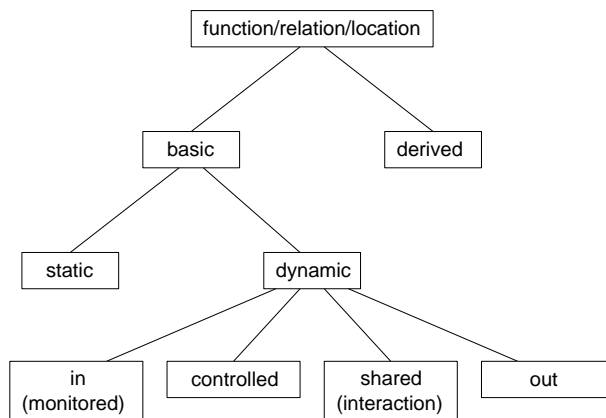 function/relation/location
basic
derived
static
dynamic
in
(monitored)
controlled
shared
(interaction)
out